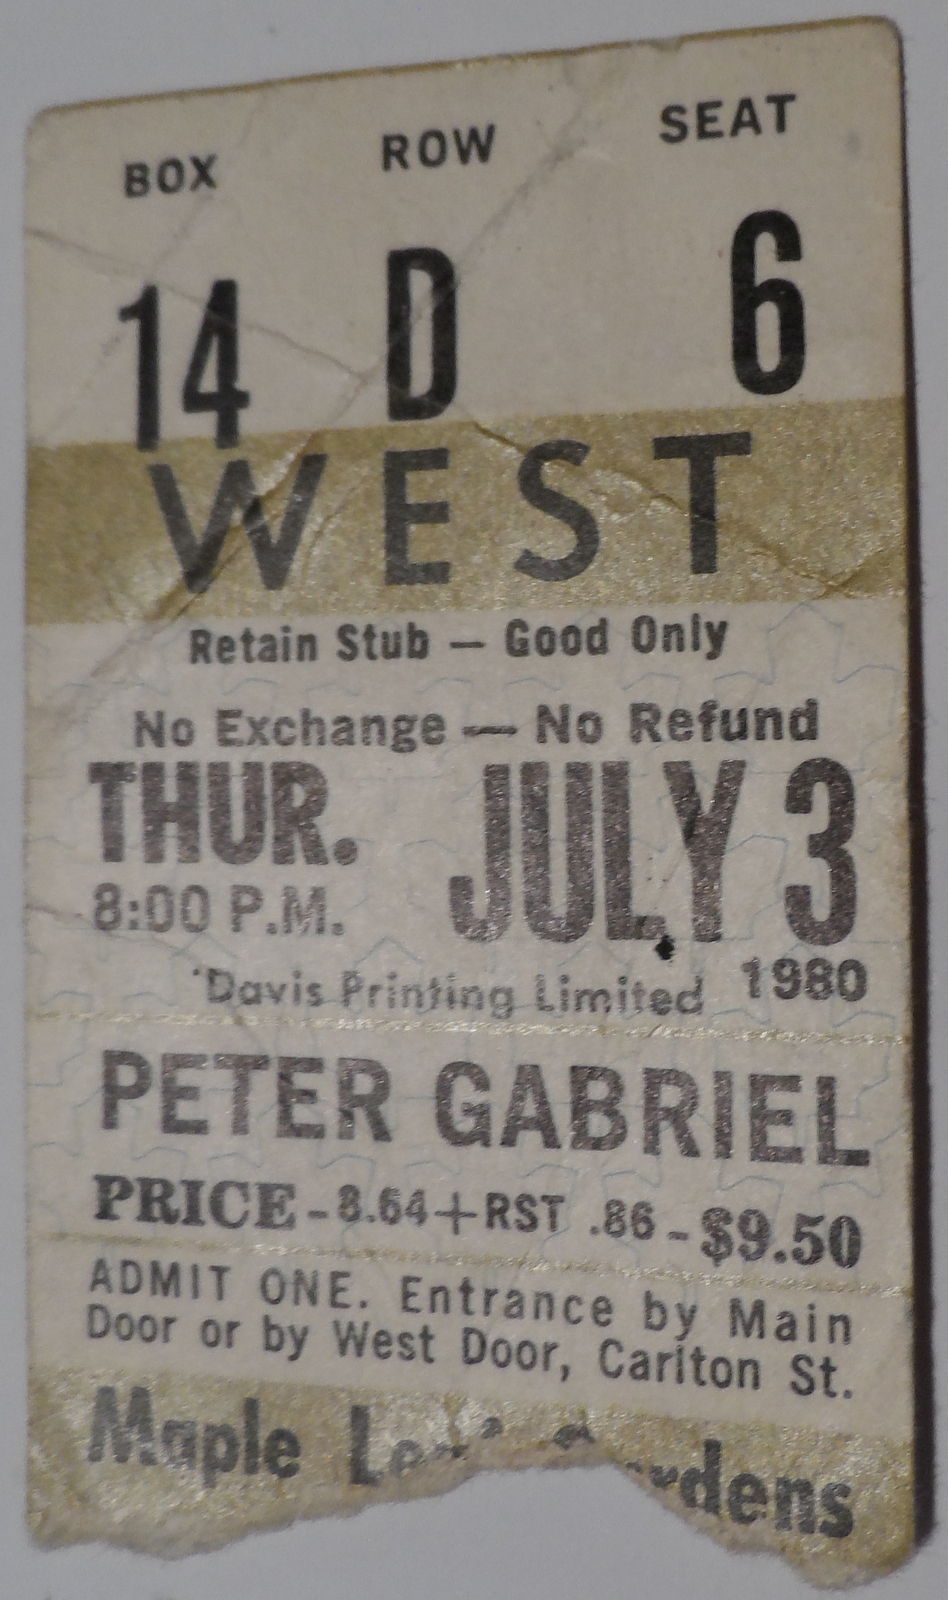 BOX ROW SEAT
14 D 6
WEST
Retain Stub — Good Only
No Exchange — No Refund
THUR. JULY 3
8:00 P.M.
Davis Printing Limited 1980
PETER GABRIEL
PRICE - 8.64 + RST .86 - $9.50
ADMIT ONE. Entrance by Main
Door or by West Door, Carlton St.
Maple